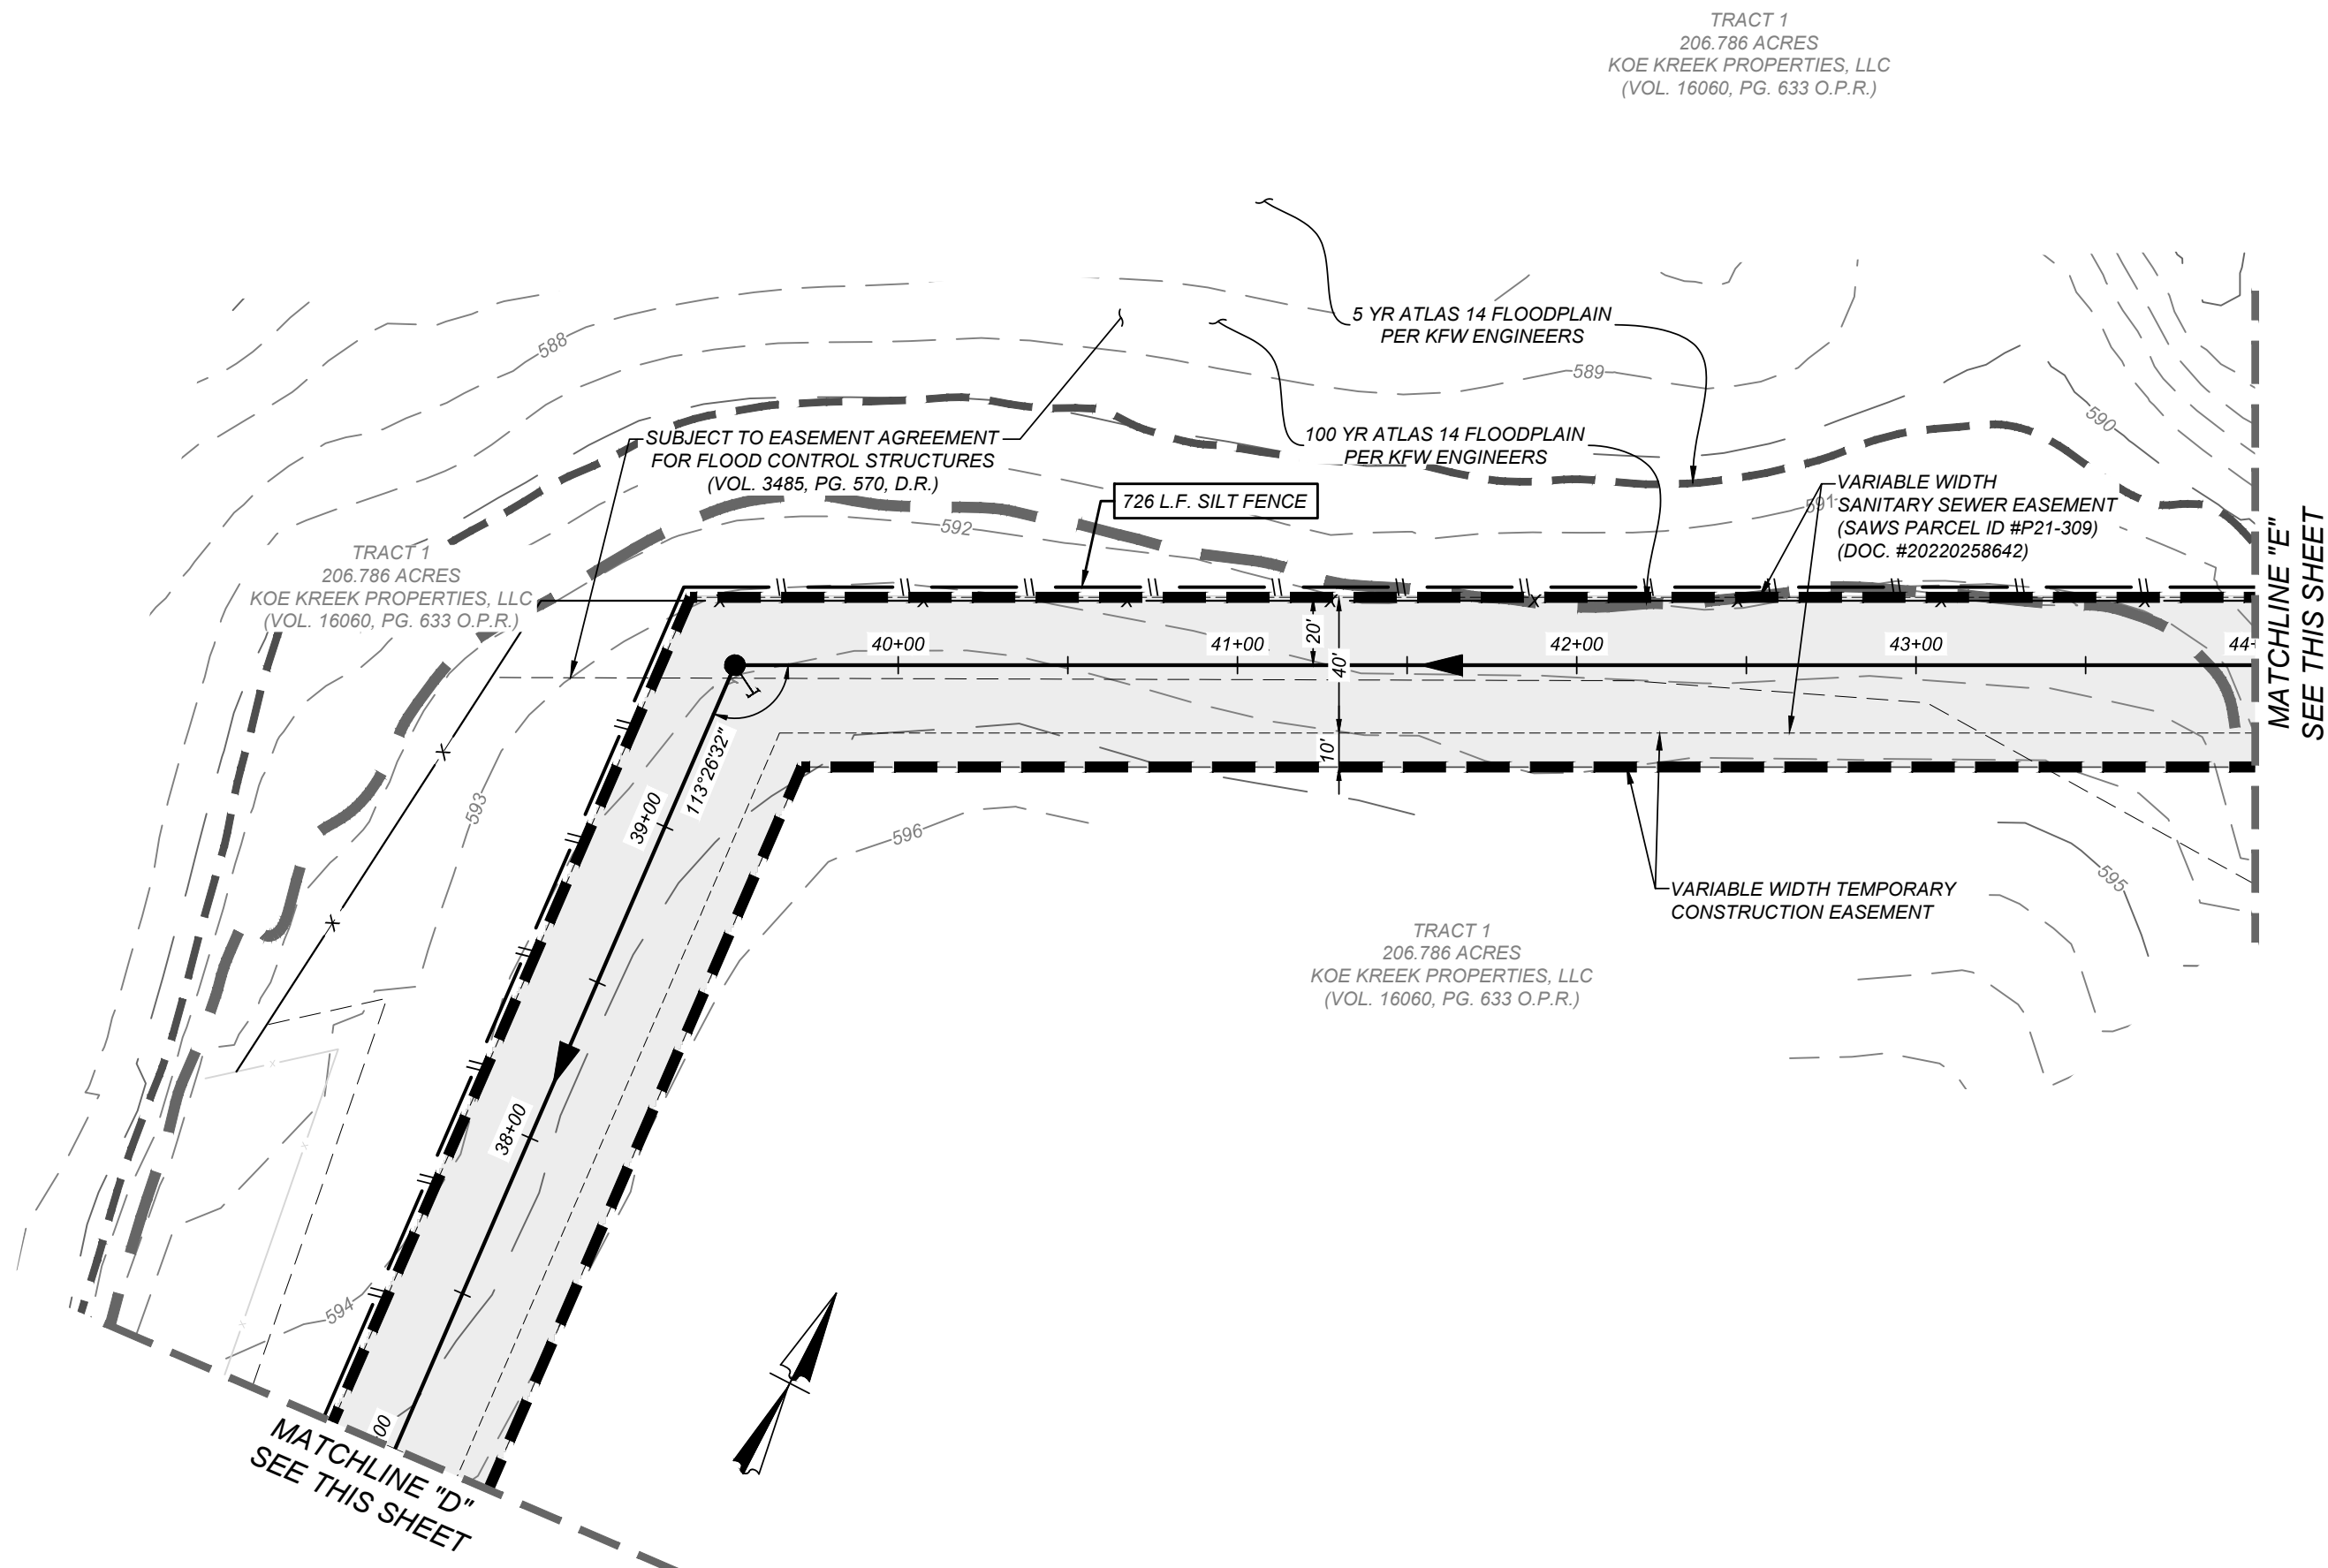 TRACT 1
206.786 ACRES
KOE KREEK PROPERTIES, LLC
(VOL. 16060, PG. 633 O.P.R.)
588
5 YR ATLAS 14 FLOODPLAIN
PER KFW ENGINEERS
589
590
SUBJECT TO EASEMENT AGREEMENT
FOR FLOOD CONTROL STRUCTURES
(VOL. 3485, PG. 570, D.R.)
100 YR ATLAS 14 FLOODPLAIN
PER KFW ENGINEERS
726 L.F. SILT FENCE
592
591
VARIABLE WIDTH
SANITARY SEWER EASEMENT
(SAWS PARCEL ID #P21-309)
(DOC. #20220258642)
MATCHLINE "E"
SEE THIS SHEET
TRACT 1
206.786 ACRES
KOE KREEK PROPERTIES, LLC
(VOL. 16060, PG. 633 O.P.R.)
X X X X X X X X
40+00
41+00
20'
40'
42+00
43+00
44+
1
113°26'32"
10'
X
593
39+00
596
595
X
VARIABLE WIDTH TEMPORARY
CONSTRUCTION EASEMENT
TRACT 1
206.786 ACRES
KOE KREEK PROPERTIES, LLC
(VOL. 16060, PG. 633 O.P.R.)
x
38+00
x
594
x
00
MATCHLINE "D"
SEE THIS SHEET